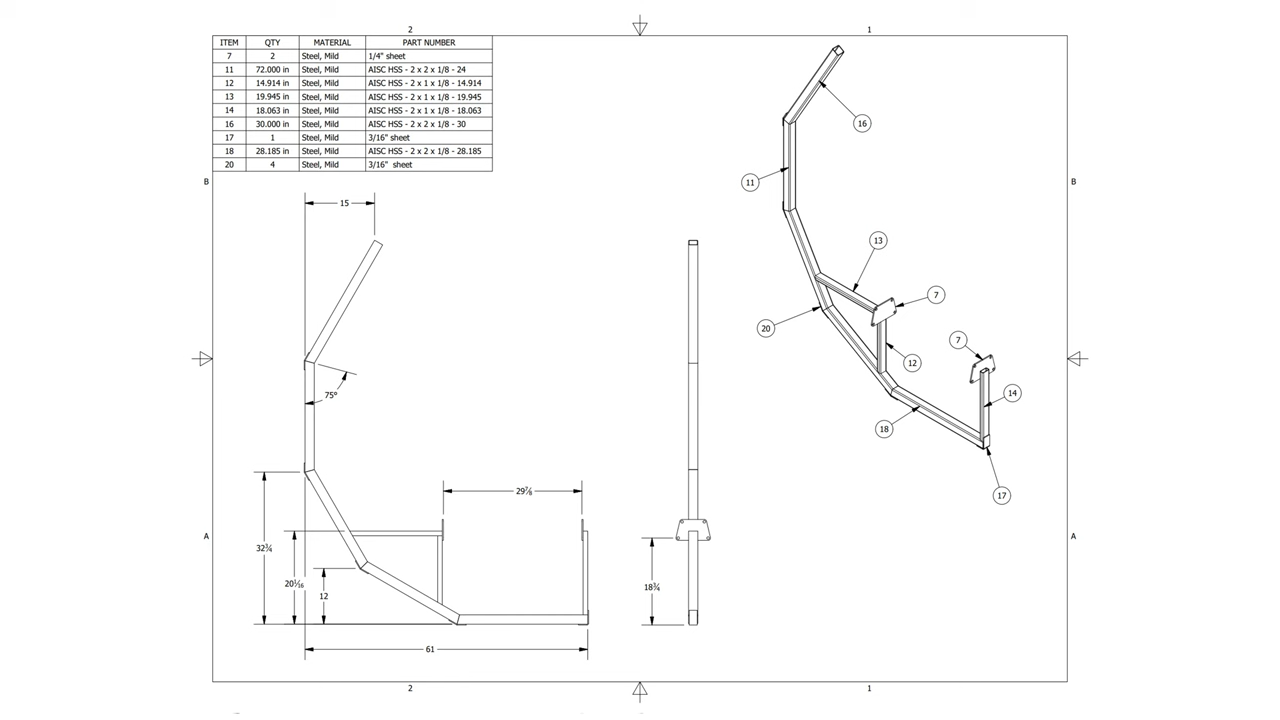 2 1
ITEM QTY MATERIAL PART NUMBER
7 2 Steel, Mild 1/4" sheet
11 72.000 in Steel, Mild AISC HSS - 2 x 2 x 1/8 - 24
12 14.914 in Steel, Mild AISC HSS - 2 x 1 x 1/8 - 14.914
13 19.945 in Steel, Mild AISC HSS - 2 x 1 x 1/8 - 19.945
14 18.063 in Steel, Mild AISC HSS - 2 x 1 x 1/8 - 18.063
16 30.000 in Steel, Mild AISC HSS - 2 x 2 x 1/8 - 30
17 1 Steel, Mild 3/16" sheet
18 28.185 in Steel, Mild AISC HSS - 2 x 2 x 1/8 - 28.185
20 4 Steel, Mild 3/16" sheet
16
B 11 B
15
13
7
20
7
12
75°
14
18
29⅞
17
A A
32¾
20 1/16
18¾
12
61
2 1